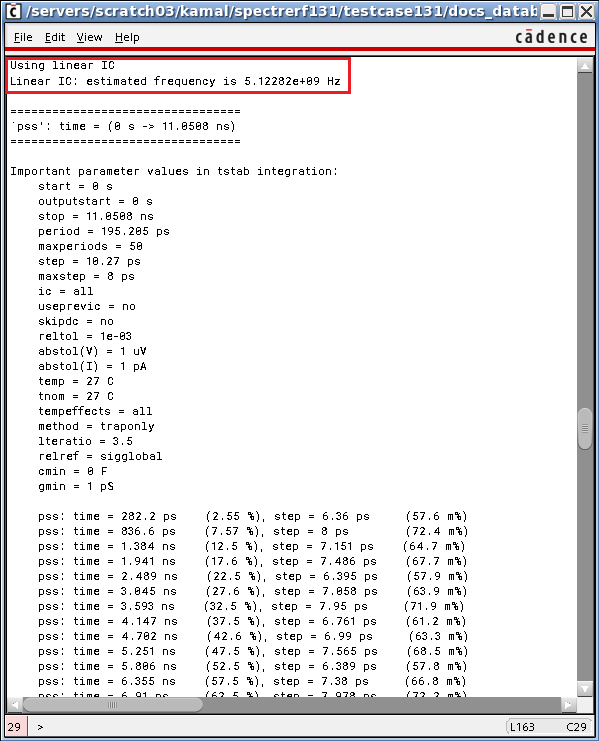 /servers/scratch03/kamal/spectrerf131/testcase131/docs_datab
File Edit View Help cādence
Using linear IC
Linear IC: estimated frequency is 5.12282e+09 Hz
=================================
`pss': time = (0 s -> 11.0508 ns)
=================================
Important parameter values in tstab integration:
start = 0 s
outputstart = 0 s
stop = 11.0508 ns
period = 195.205 ps
maxperiods = 50
step = 10.27 ps
maxstep = 8 ps
ic = all
useprevic = no
skipdc = no
reltol = 1e-03
abstol(V) = 1 uV
abstol(I) = 1 pA
temp = 27 C
tnom = 27 C
tempeffects = all
method = traponly
lteratio = 3.5
relref = sigglobal
cmin = 0 F
gmin = 1 pS
pss: time = 282.2 ps (2.55 %), step = 6.36 ps (57.6 m%)
pss: time = 836.6 ps (7.57 %), step = 8 ps (72.4 m%)
pss: time = 1.384 ns (12.5 %), step = 7.151 ps (64.7 m%)
pss: time = 1.941 ns (17.6 %), step = 7.486 ps (67.7 m%)
pss: time = 2.489 ns (22.5 %), step = 6.395 ps (57.9 m%)
pss: time = 3.045 ns (27.6 %), step = 7.058 ps (63.9 m%)
pss: time = 3.593 ns (32.5 %), step = 7.95 ps (71.9 m%)
pss: time = 4.147 ns (37.5 %), step = 6.761 ps (61.2 m%)
pss: time = 4.702 ns (42.6 %), step = 6.99 ps (63.3 m%)
pss: time = 5.251 ns (47.5 %), step = 7.565 ps (68.5 m%)
pss: time = 5.806 ns (52.5 %), step = 6.389 ps (57.8 m%)
pss: time = 6.355 ns (57.5 %), step = 7.38 ps (66.8 m%)
pss: time = 6.91 ns (62.5 %), step = 7.978 ps (72.2 m%)
29 > L163 C29